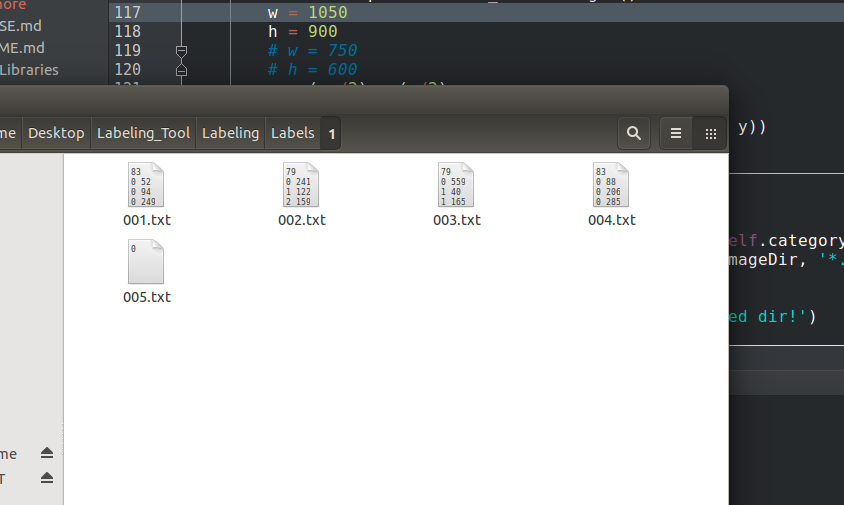 ore
SE.md
ME.md
Libraries
117 w = 1050
118 h = 900
119 # w = 750
120 # h = 600
me Desktop Labeling_Tool Labeling Labels 1
y))
83
0 52
0 94
0 249
001.txt
79
0 241
1 122
2 159
002.txt
79
0 559
1 40
1 165
003.txt
83
0 88
0 206
0 285
004.txt
0
005.txt
elf.category
mageDir, '*.
ed dir!')
me
T